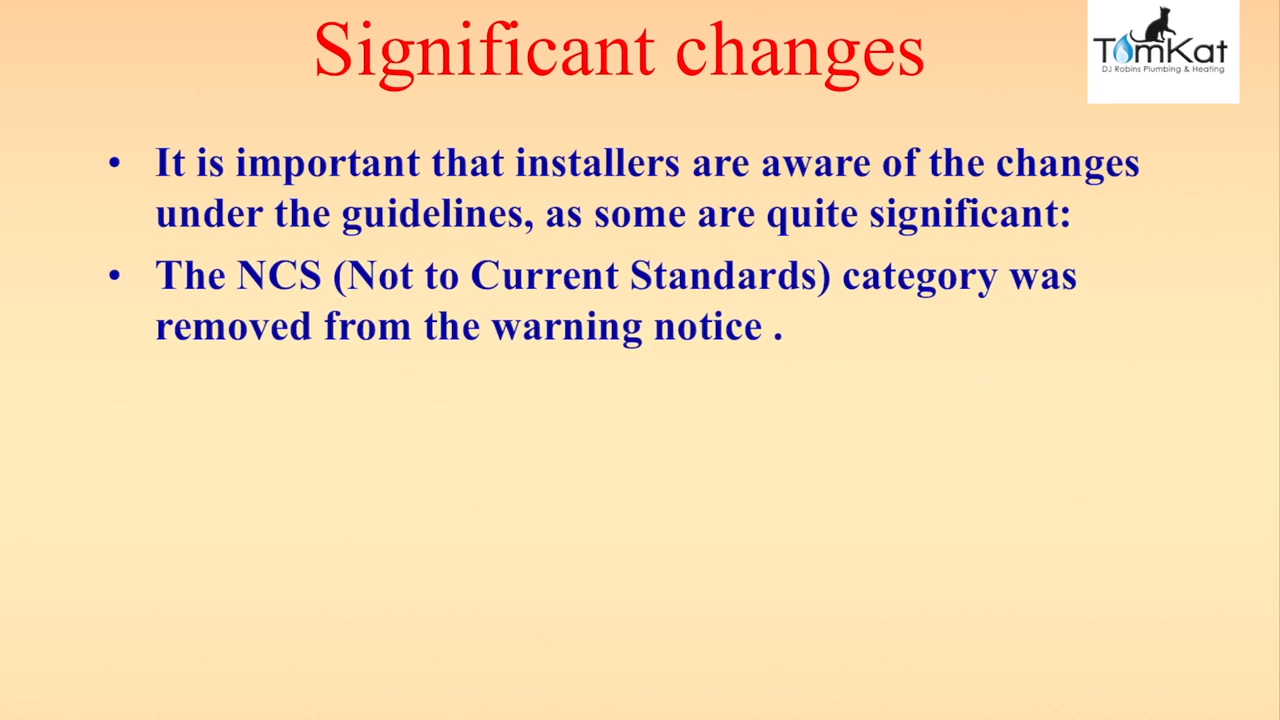 Significant changes
TomKat
DJ Robins Plumbing & Heating
• It is important that installers are aware of the changes
under the guidelines, as some are quite significant:
• The NCS (Not to Current Standards) category was
removed from the warning notice .